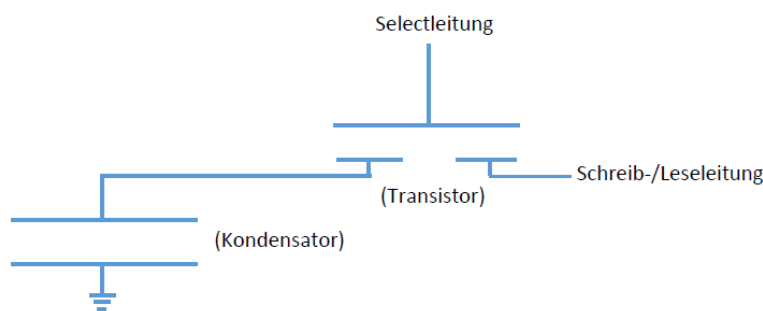 Selectleitung
Schreib-/Leseleitung
(Transistor)
(Kondensator)